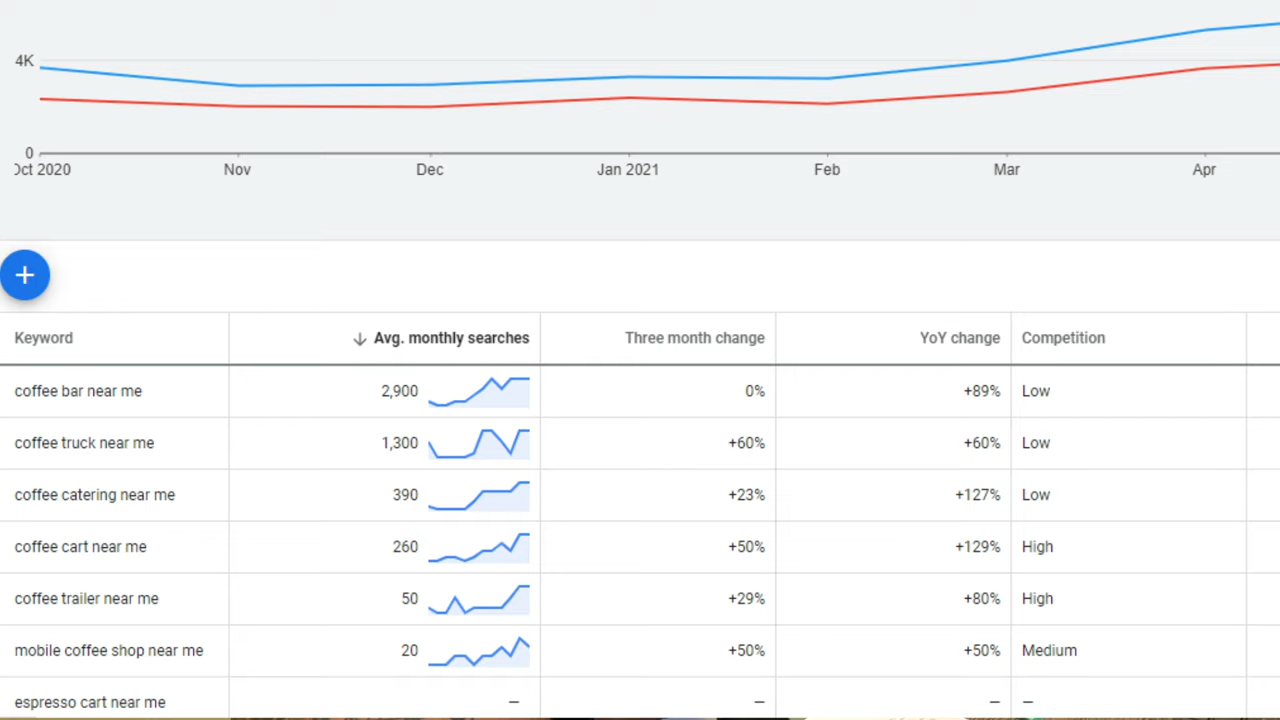 4K
0
Oct 2020 Nov Dec Jan 2021 Feb Mar Apr
+
Keyword ↓ Avg. monthly searches Three month change YoY change Competition
coffee bar near me 2,900 0% +89% Low
coffee truck near me 1,300 +60% +60% Low
coffee catering near me 390 +23% +127% Low
coffee cart near me 260 +50% +129% High
coffee trailer near me 50 +29% +80% High
mobile coffee shop near me 20 +50% +50% Medium
espresso cart near me – – – –